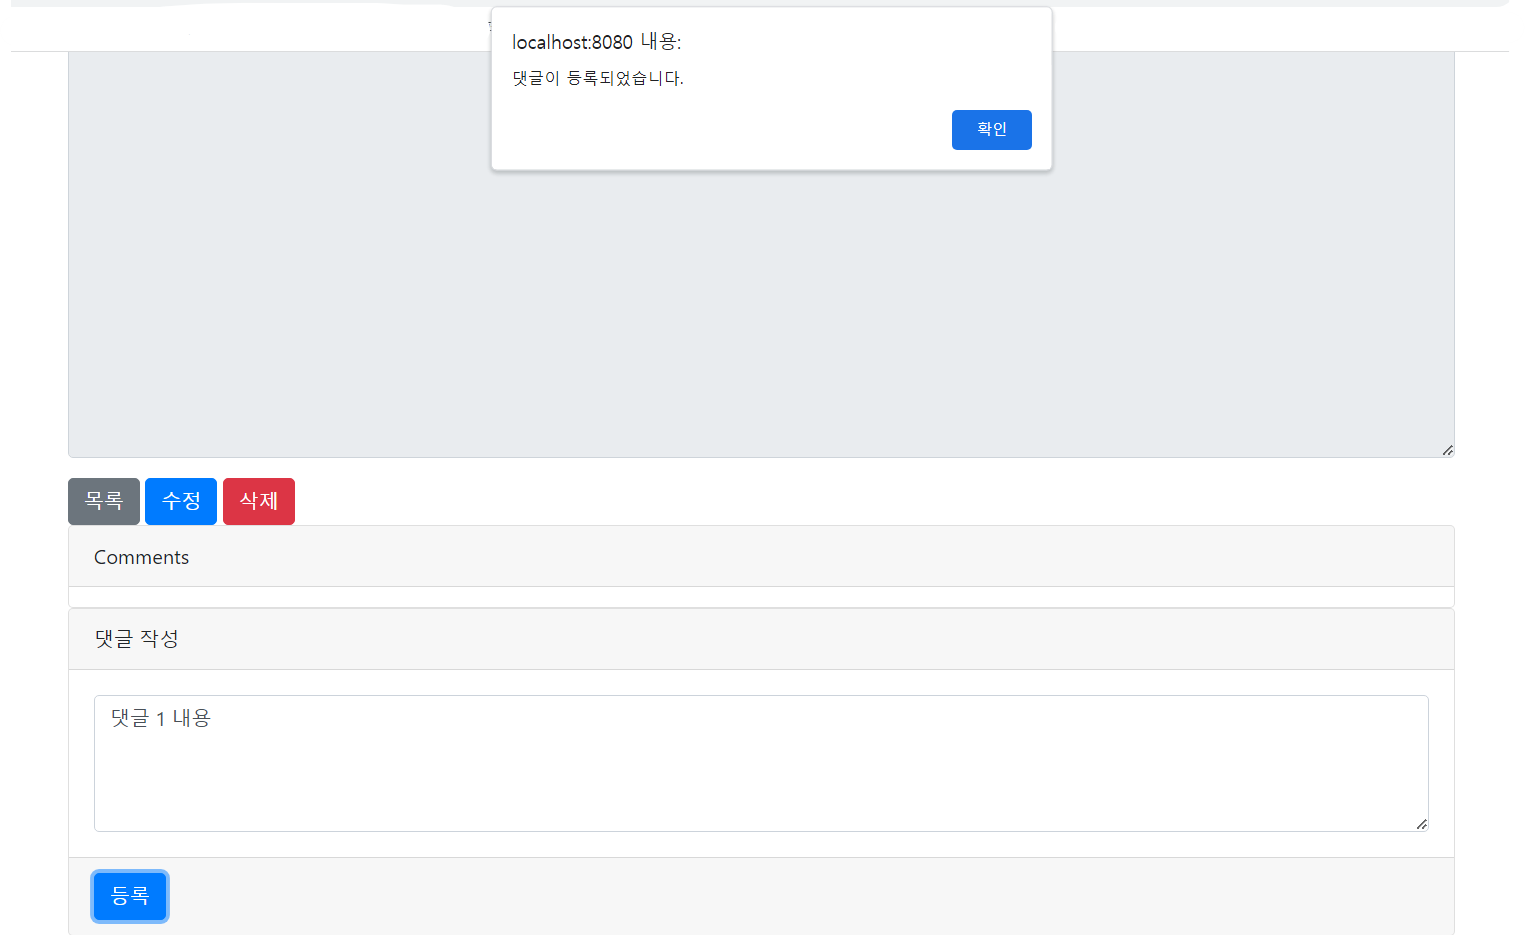 localhost:8080 내용:
댓글이 등록되었습니다.
확인
목록 수정 삭제
Comments
댓글 작성
댓글 1 내용
등록